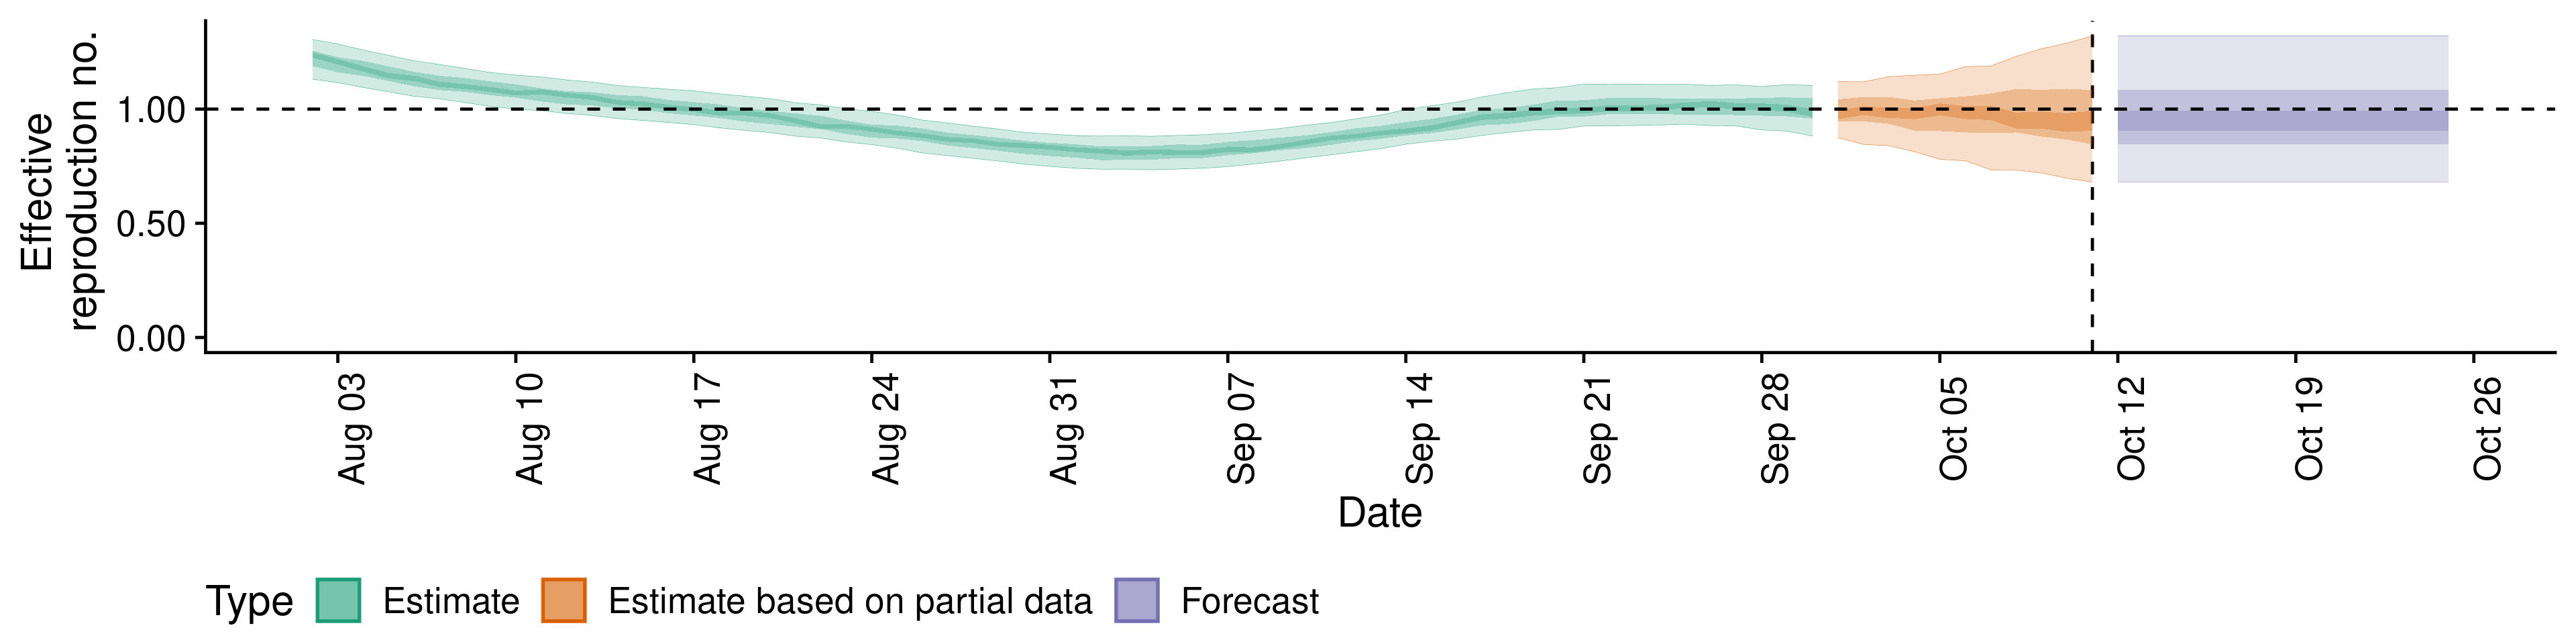 Effective
reproduction no.
1.00
0.50
0.00
Aug 03
Aug 10
Aug 17
Aug 24
Aug 31
Sep 07
Sep 14
Sep 21
Sep 28
Oct 05
Oct 12
Oct 19
Oct 26
Date
Type Estimate Estimate based on partial data Forecast